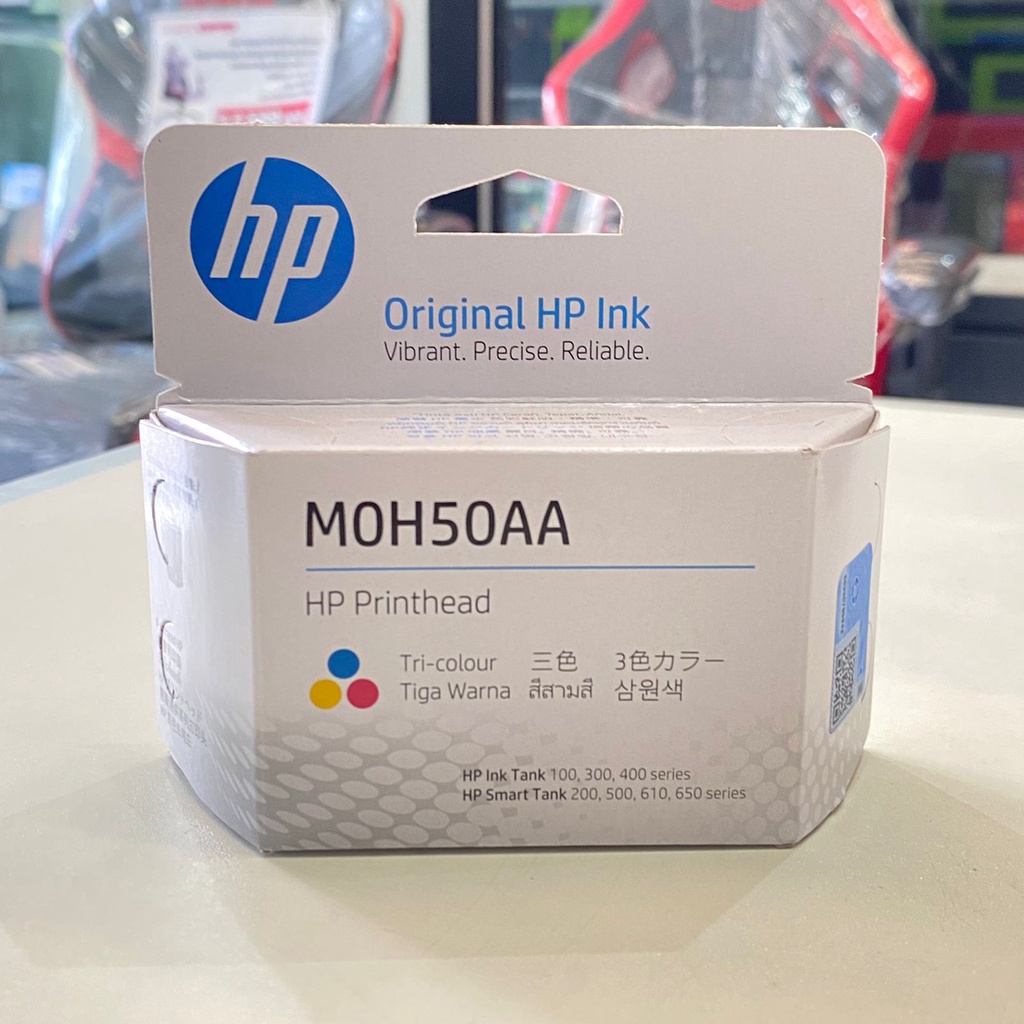 hp
Original HP Ink
Vibrant. Precise. Reliable.
M0H50AA
HP Printhead
Tri-colour 三色 3色カラー
Tiga Warna สีสามสี 삼원색
HP Ink Tank 100, 300, 400 series
HP Smart Tank 200, 500, 610, 650 series